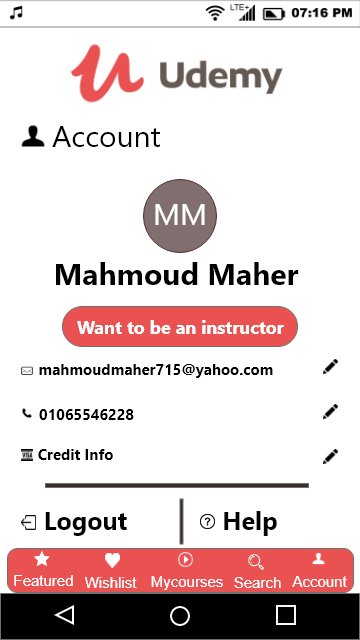 LTE+ 07:16 PM
Udemy
Account
MM
Mahmoud Maher
Want to be an instructor
mahmoudmaher715@yahoo.com
01065546228
VISA Credit Info
Logout Help
Featured Wishlist Mycourses Search Account